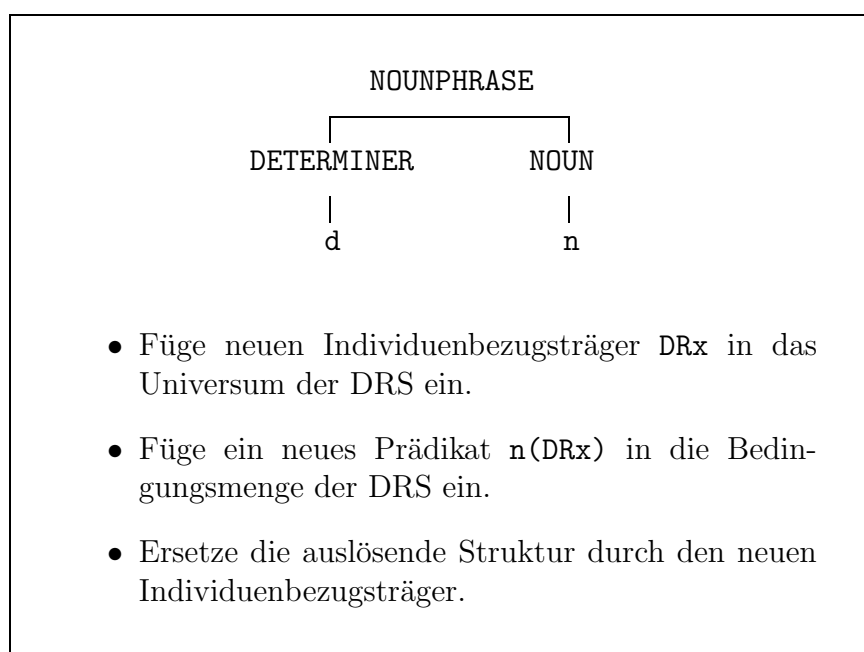 NOUNPHRASE
DETERMINER NOUN
d n
• Füge neuen Individuenbezugsträger DRx in das
Universum der DRS ein.
• Füge ein neues Prädikat n(DRx) in die Bedin-
gungsmenge der DRS ein.
• Ersetze die auslösende Struktur durch den neuen
Individuenbezugsträger.